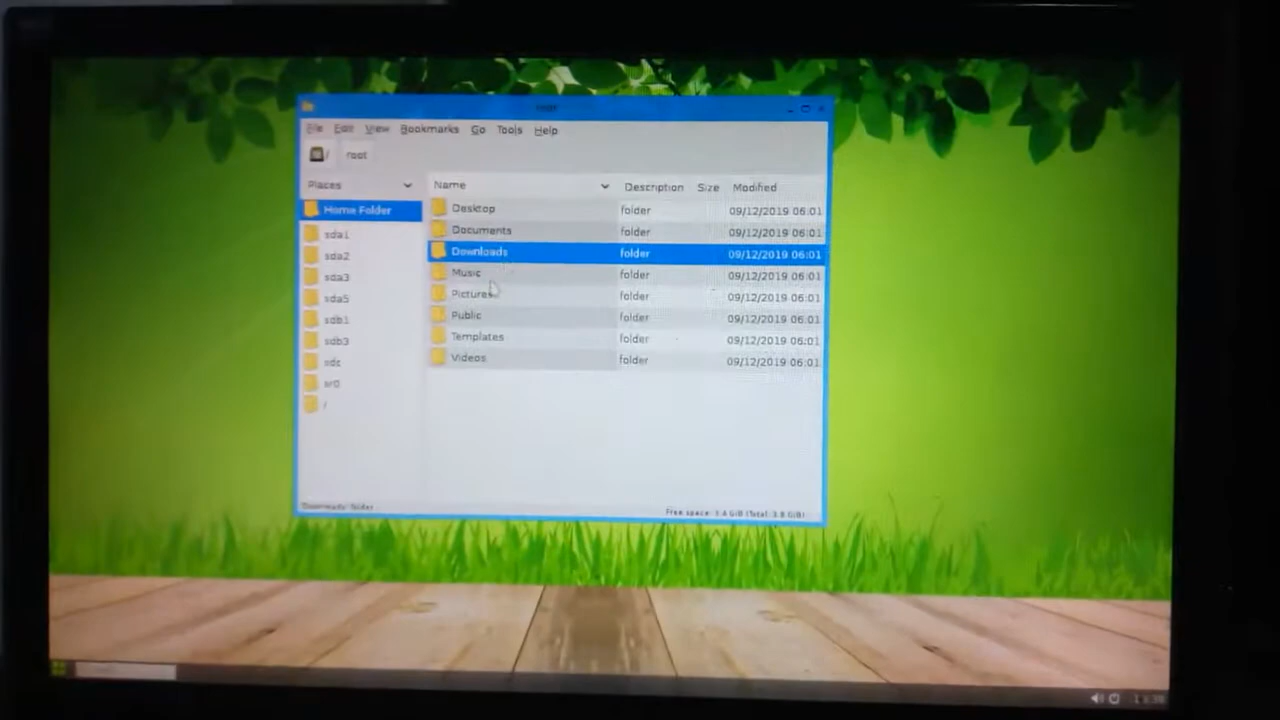 root
File Edit View Bookmarks Go Tools Help
/ root
Places Name Description Size Modified
Home Folder
sda1
sda2
sda3
sda5
sdb1
sdb3
sdc
sr0
/
Desktop folder 09/12/2019 06:01
Documents folder 09/12/2019 06:01
Downloads folder 09/12/2019 06:01
Music folder 09/12/2019 06:01
Pictures folder 09/12/2019 06:01
Public folder 09/12/2019 06:01
Templates folder 09/12/2019 06:01
Videos folder 09/12/2019 06:01
Downloads: folder
Free space: 3.4 GiB (Total: 3.8 GiB)